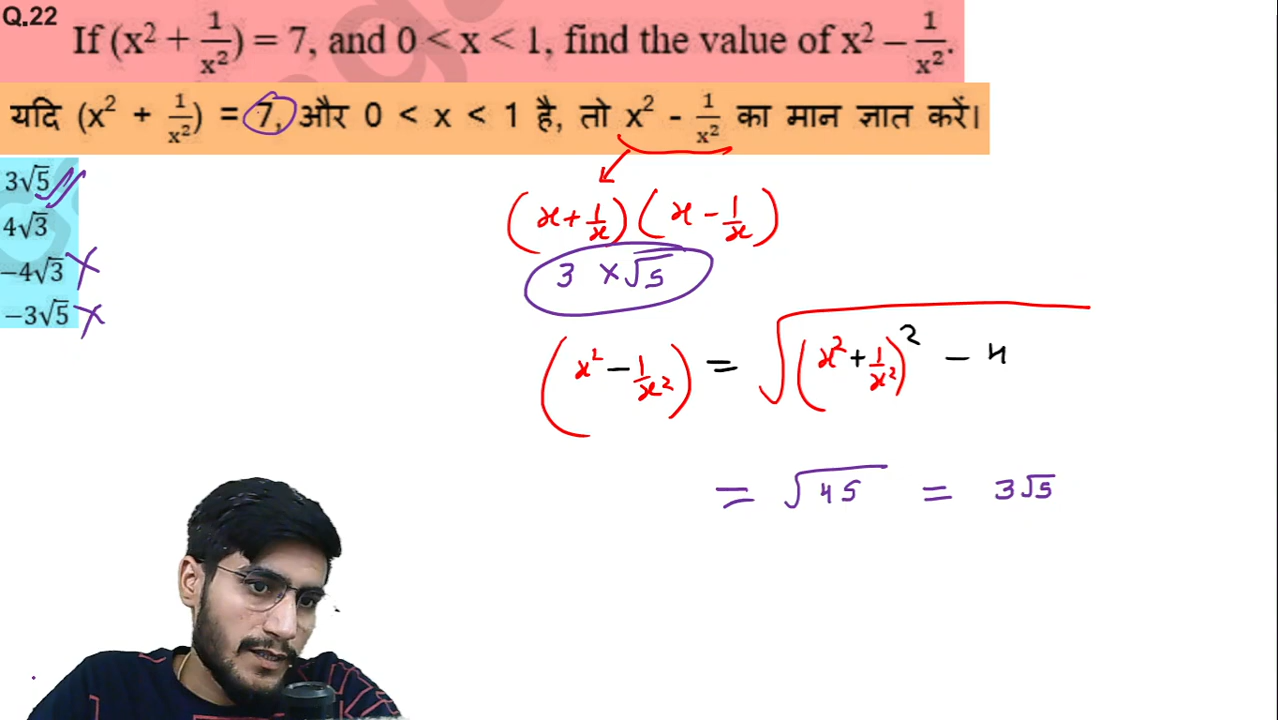 Q.22
If (x² + 1/x²) = 7, and 0 < x < 1, find the value of x² – 1/x².
यदि (x² + 1/x²) = 7, और 0 < x < 1 है, तो x² - 1/x² का मान ज्ञात करें।
3√5
4√3
−4√3
−3√5
(x + 1/x) (x − 1/x)
3 × √5
(x² − 1/x²) = √(x² + 1/x²)² − 4
= √45 = 3√5